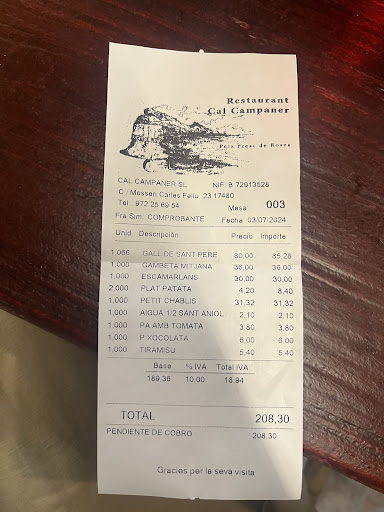 Restaurant
Cal Campaner
Peix Fresc de Roses
CAL CAMPANER SL NIF: B 72913528
C / Mossen Carles Feliu, 23 17480
Tel. 972 25 69 54 Mesa 003
Fra.Sim. COMPROBANTE Fecha 03.07.2024
Unid. Descripción Precio Importe
1,066 GALL DE SANT PERE 80,00 85,28
1,000 GAMBETA MITJANA 36,00 36,00
1,000 ESCAMARLANS 30,00 30,00
2,000 PLAT PATATA 4,20 8,40
1,000 PETIT CHABLIS 31,32 31,32
1,000 AIGUA 1/2 SANT ANIOL 2,10 2,10
1,000 PA AMB TOMATA 3,80 3,80
1,000 P.XOCOLATA 6,00 6,00
1,000 TIRAMISU 5,40 5,40
Base % IVA Total IVA
189,36 10,00 18,94
TOTAL 208,30
PENDIENTE DE COBRO 208,30
Gracies per la seva visita